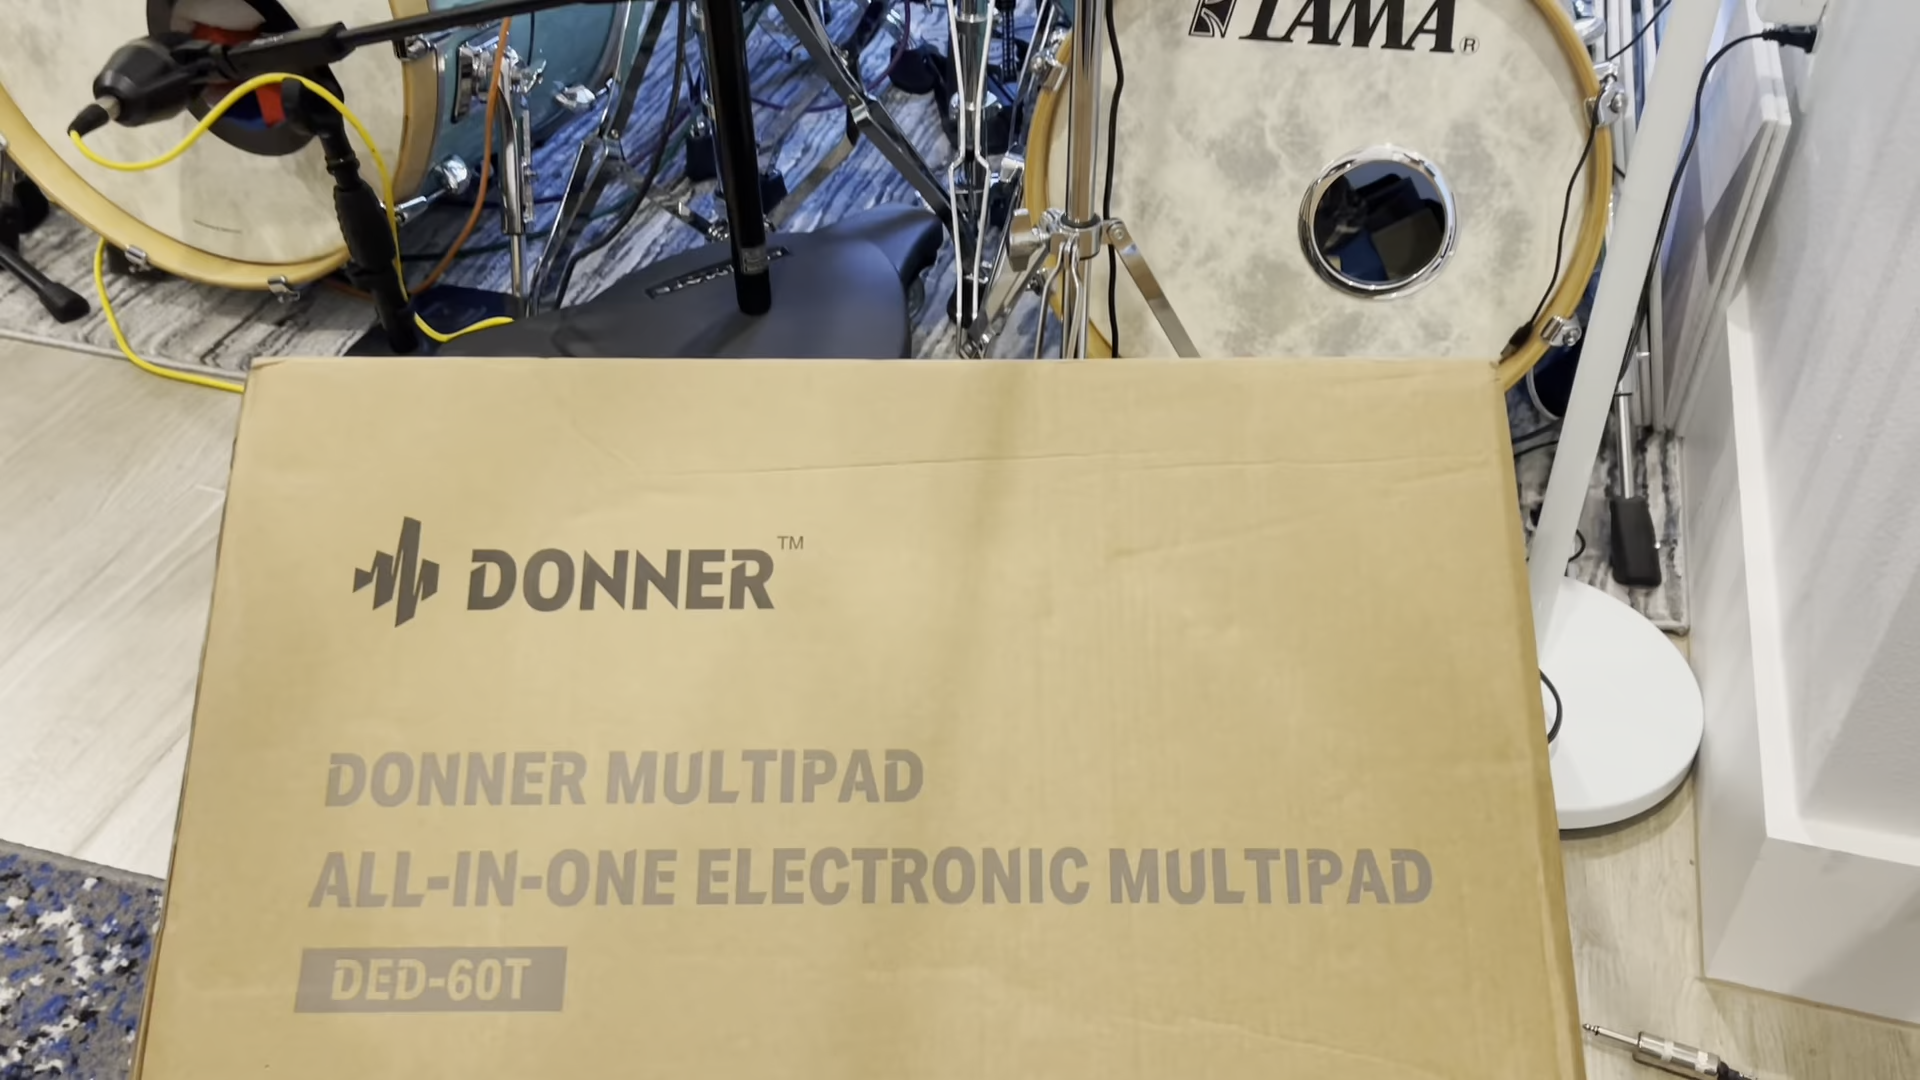 TAMA®
DONNER™
DONNER MULTIPAD
ALL-IN-ONE ELECTRONIC MULTIPAD
DED-60T